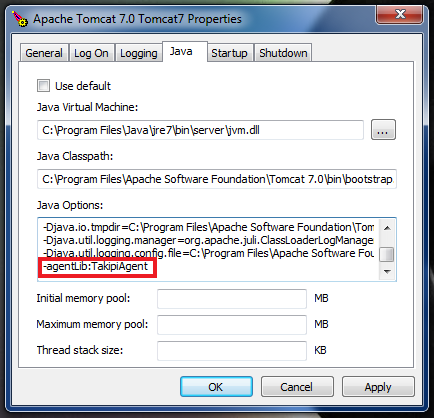 Apache Tomcat 7.0 Tomcat7 Properties
General Log On Logging Java Startup Shutdown
Use default
Java Virtual Machine:
C:\Program Files\Java\jre7\bin\server\jvm.dll ...
Java Classpath:
C:\Program Files\Apache Software Foundation\Tomcat 7.0\bin\bootstrap
Java Options:
-Djava.io.tmpdir=C:\Program Files\Apache Software Foundation\Tom
-Djava.util.logging.manager=org.apache.juli.ClassLoaderLogManager
-Djava.util.logging.config.file=C:\Program Files\Apache Software Fou
-agentLib:TakipiAgent
Initial memory pool: MB
Maximum memory pool: MB
Thread stack size: KB
OK Cancel Apply